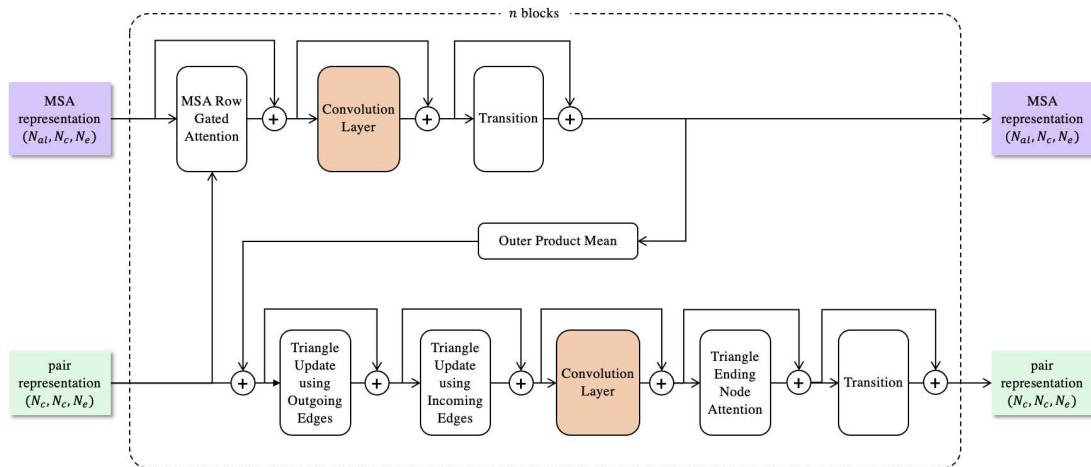 n blocks
MSA
representation
(N_al, N_c, N_e)
MSA Row
Gated
Attention
+
Convolution
Layer
+
Transition
+
MSA
representation
(N_al, N_c, N_e)
Outer Product Mean
pair
representation
(N_c, N_c, N_e)
+
Triangle
Update
using
Outgoing
Edges
+
Triangle
Update
using
Incoming
Edges
+
Convolution
Layer
+
Triangle
Ending
Node
Attention
+
Transition
+
pair
representation
(N_c, N_c, N_e)